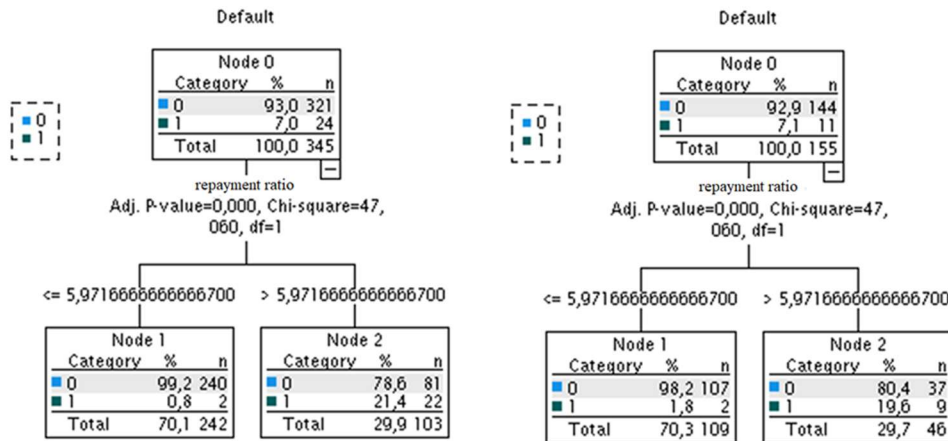 Default
Node 0
Category % n
0 93,0 321
1 7,0 24
Total 100,0 345
0
1
repayment ratio
Adj. P-value=0,000, Chi-square=47,
060, df=1
<= 5,9716666666666700
> 5,9716666666666700
Node 1
Category % n
0 99,2 240
1 0,8 2
Total 70,1 242
Node 2
Category % n
0 78,6 81
1 21,4 22
Total 29,9 103
Default
Node 0
Category % n
0 92,9 144
1 7,1 11
Total 100,0 155
0
1
repayment ratio
Adj. P-value=0,000, Chi-square=47,
060, df=1
<= 5,9716666666666700
> 5,9716666666666700
Node 1
Category % n
0 98,2 107
1 1,8 2
Total 70,3 109
Node 2
Category % n
0 80,4 37
1 19,6 9
Total 29,7 46